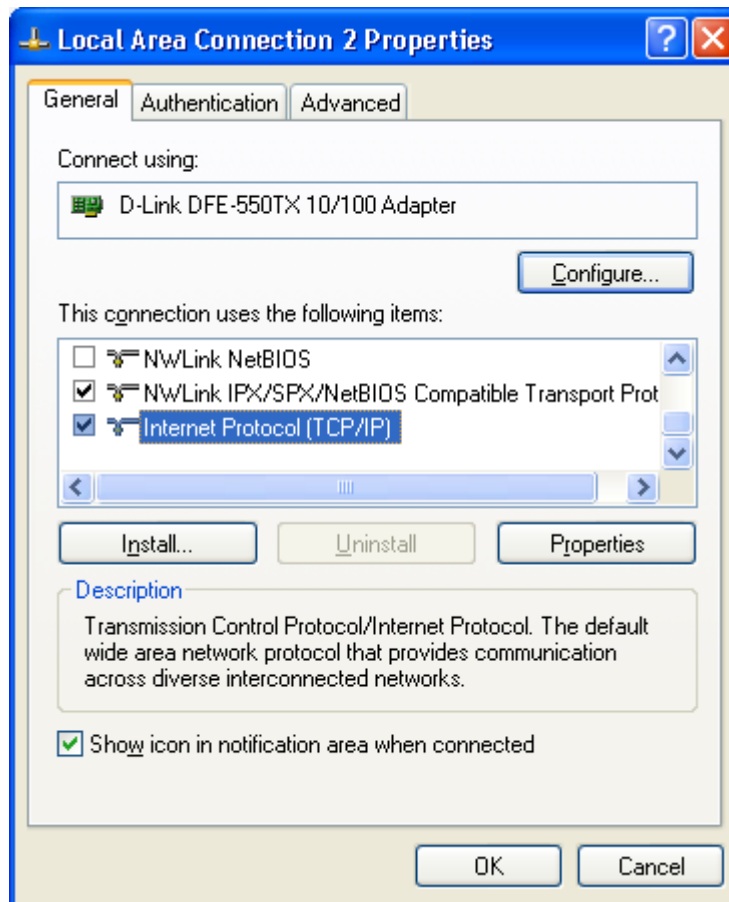 Local Area Connection 2 Properties
General Authentication Advanced
Connect using:
D-Link DFE-550TX 10/100 Adapter
Configure...
This connection uses the following items:
NWLink NetBIOS
NWLink IPX/SPX/NetBIOS Compatible Transport Prot
Internet Protocol (TCP/IP)
Install... Uninstall Properties
Description
Transmission Control Protocol/Internet Protocol. The default
wide area network protocol that provides communication
across diverse interconnected networks.
Show icon in notification area when connected
OK Cancel